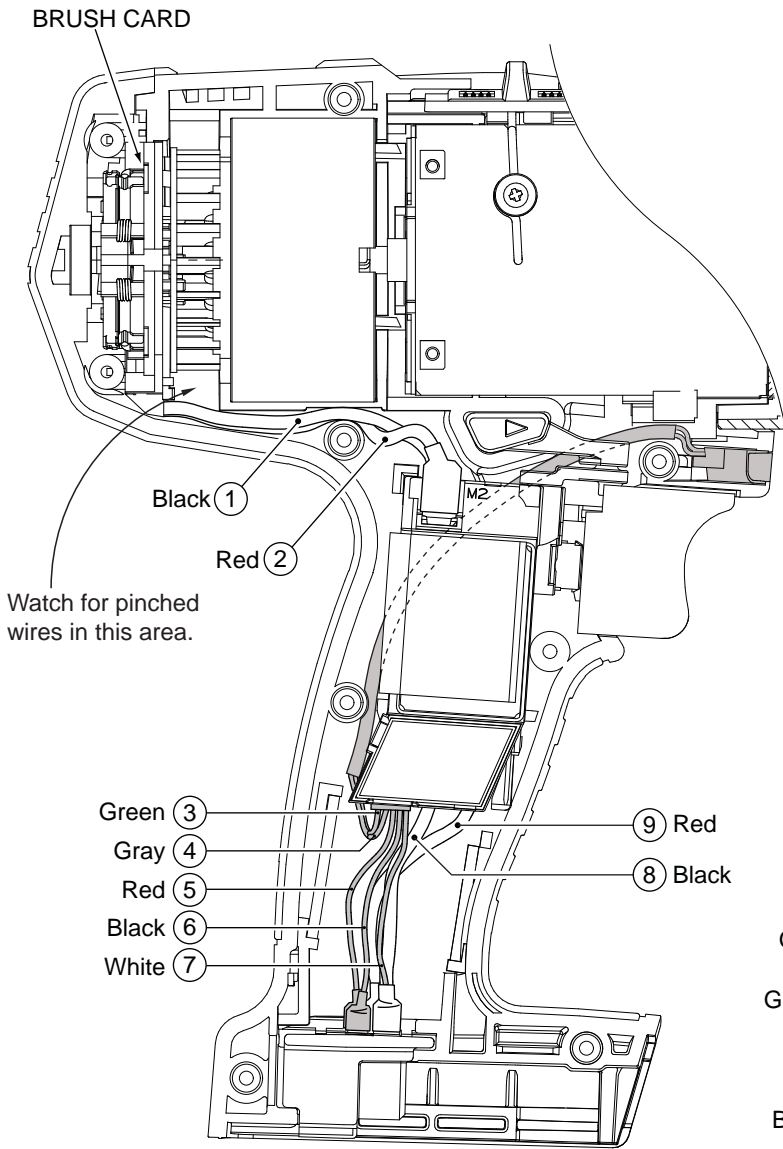 BRUSH CARD
M2
Black 1
Red 2
Watch for pinched
wires in this area.
Green 3
Gray 4
Red 5
Black 6
White 7
9 Red
8 Black
G
B